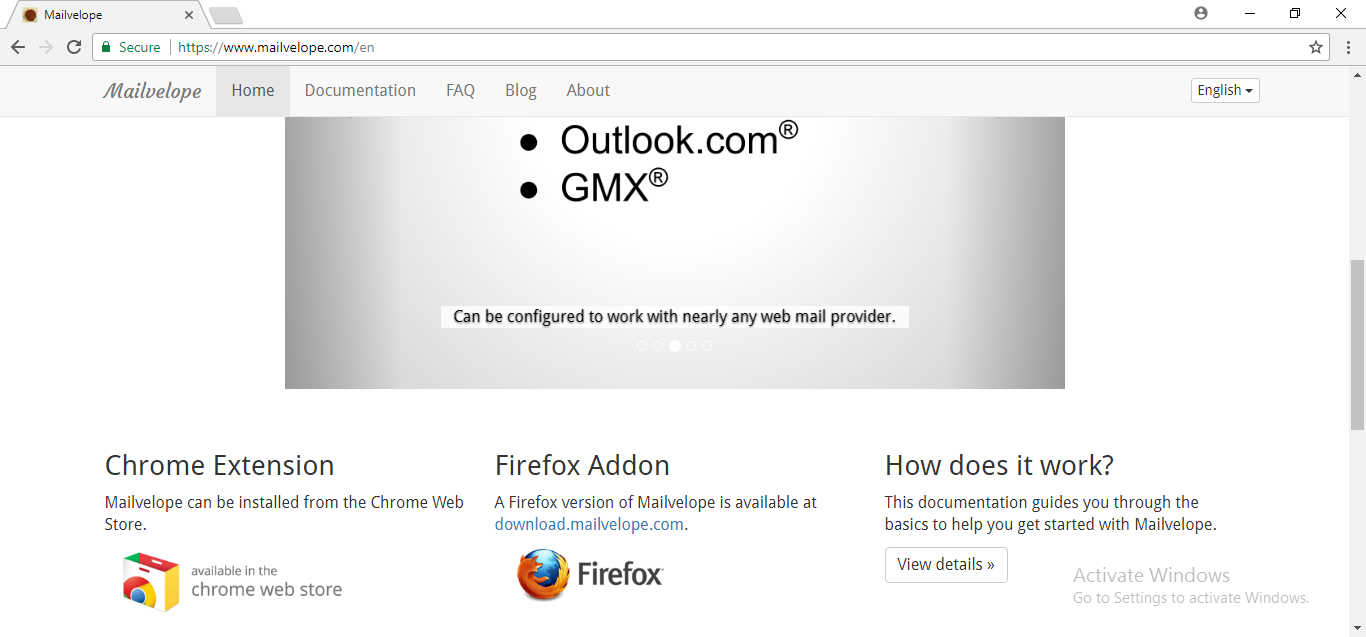 Mailvelope
Secure https://www.mailvelope.com/en
Mailvelope Home Documentation FAQ Blog About English
• Outlook.com®
• GMX®
Can be configured to work with nearly any web mail provider.
Chrome Extension
Mailvelope can be installed from the Chrome Web
Store.
available in the
chrome web store
Firefox Addon
A Firefox version of Mailvelope is available at
download.mailvelope.com.
Firefox
How does it work?
This documentation guides you through the
basics to help you get started with Mailvelope.
View details »
Activate Windows
Go to Settings to activate Windows.